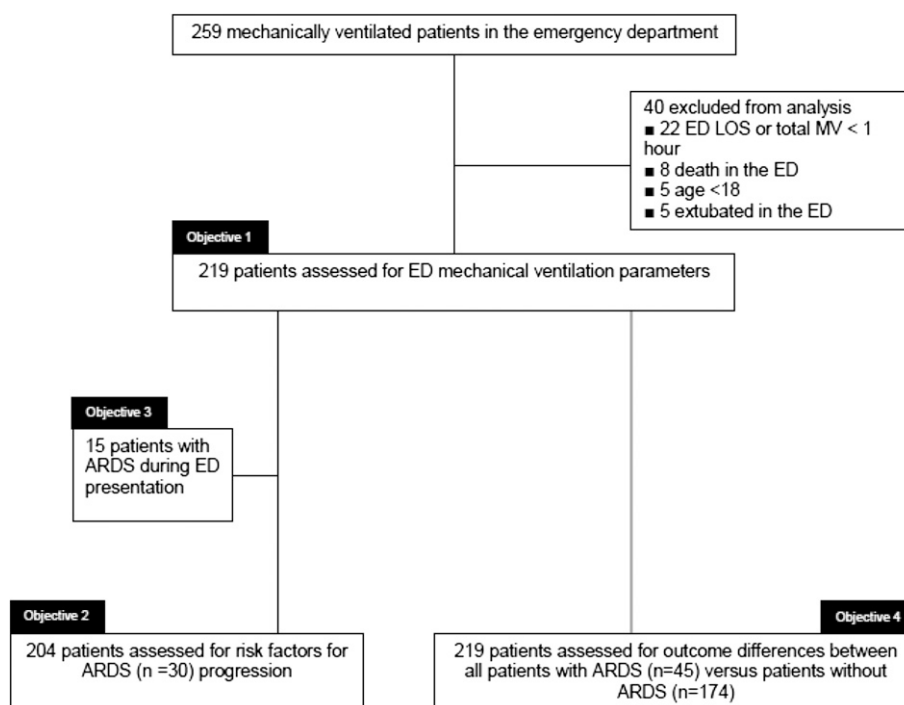 259 mechanically ventilated patients in the emergency department
40 excluded from analysis
■ 22 ED LOS or total MV < 1
hour
■ 8 death in the ED
■ 5 age <18
■ 5 extubated in the ED
Objective 1
219 patients assessed for ED mechanical ventilation parameters
Objective 3
15 patients with
ARDS during ED
presentation
Objective 2
204 patients assessed for risk factors for
ARDS (n =30) progression
Objective 4
219 patients assessed for outcome differences between
all patients with ARDS (n=45) versus patients without
ARDS (n=174)